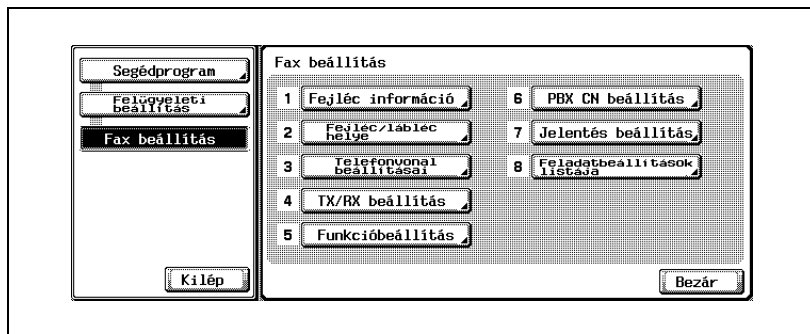 Segédprogram
Felügyeleti
beállítás
Fax beállítás
Kilép
Fax beállítás
1 Fejléc információ
2 Fejléc/lábléc
helye
3 Telefonvonal
beállításai
4 TX/RX beállítás
5 Funkcióbeállítás
6 PBX CN beállítás
7 Jelentés beállítás
8 Feladatbeállítások
listája
Bezár